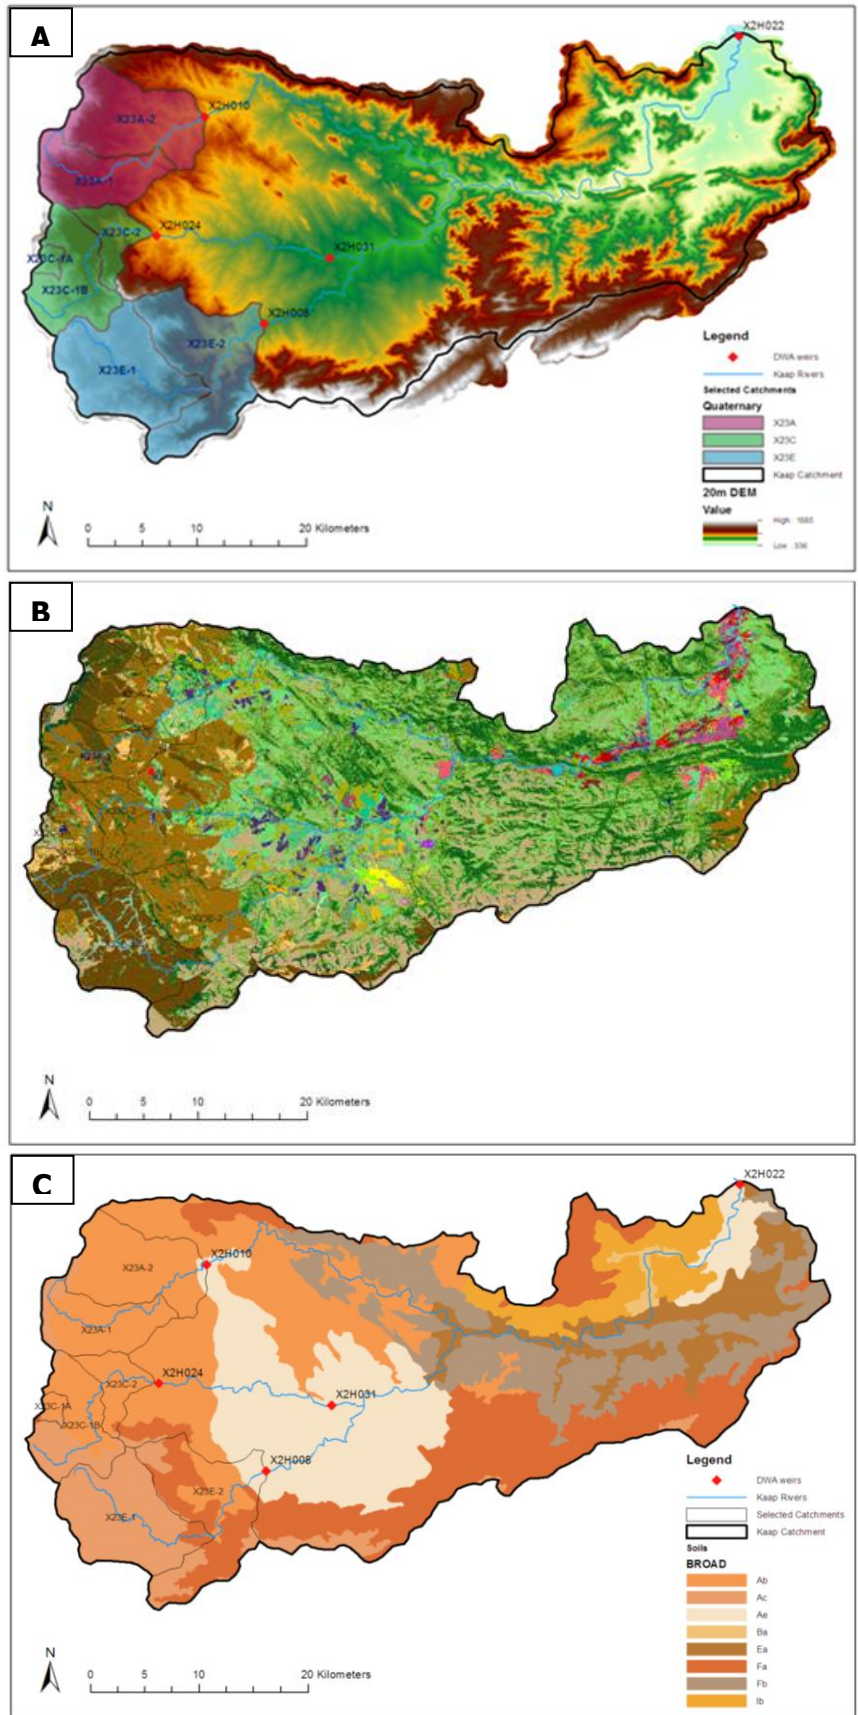 A
X2H022
X2H010
X23A-2
X23A-1
X2H024
X23C-2
X2H031
X23C-1A
X23C-1B
X2H008
X23E-2
X23E-1
Legend
DWA weirs
Kaap Rivers
Selected Catchments
Quaternary
X23A
X23C
X23E
Kaap Catchment
20m DEM
Value
Low : 336
N
0 5 10 20 Kilometers
B
N
0 5 10 20 Kilometers
C
X2H022
X2H010
X23A-2
X23A-1
X2H024
X23C-2
X2H031
X23C-1A
X23C-1B
X2H008
X23E-2
X23E-1
Legend
DWA weirs
Kaap Rivers
Selected Catchments
Kaap Catchment
Soils
BROAD
Ab
Ac
Ae
Ba
Ea
Fa
Fb
Ib
N
0 5 10 20 Kilometers